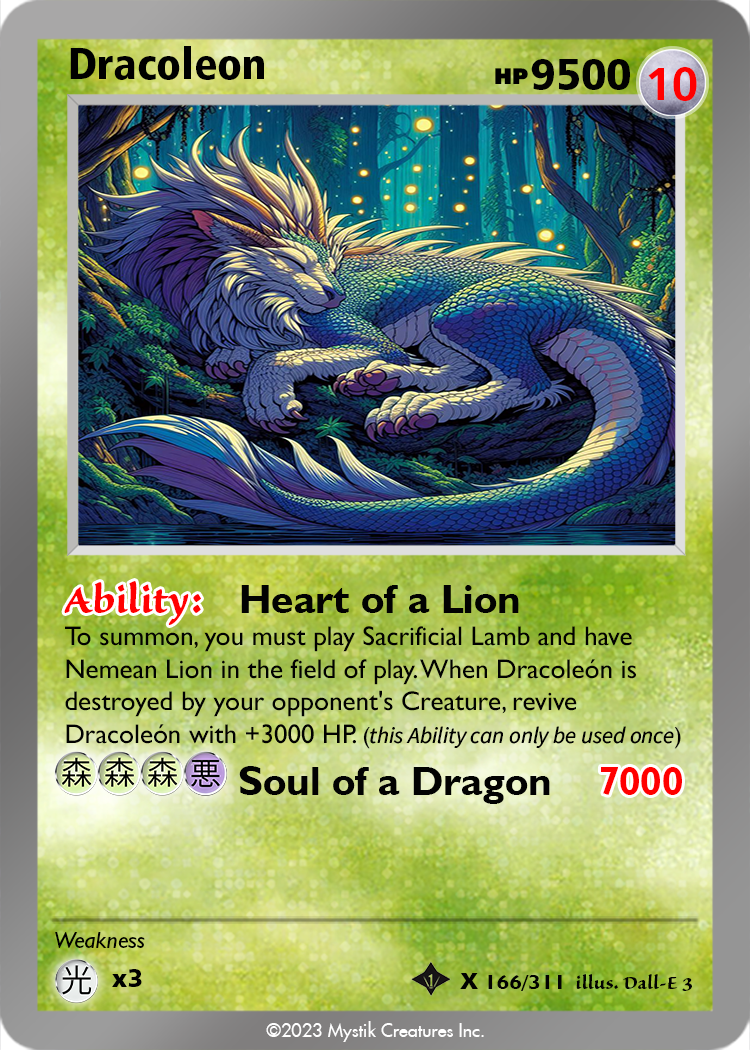 Dracoleon
HP 9500 10
Ability: Heart of a Lion
To summon, you must play Sacrificial Lamb and have
Nemean Lion in the field of play. When Dracoleón is
destroyed by your opponent's Creature, revive
Dracoleón with +3000 HP. (this Ability can only be used once)
森 森 森 悪 Soul of a Dragon 7000
Weakness
光 x3
1 X 166/311 illus. Dall-E 3
©2023 Mystik Creatures Inc.